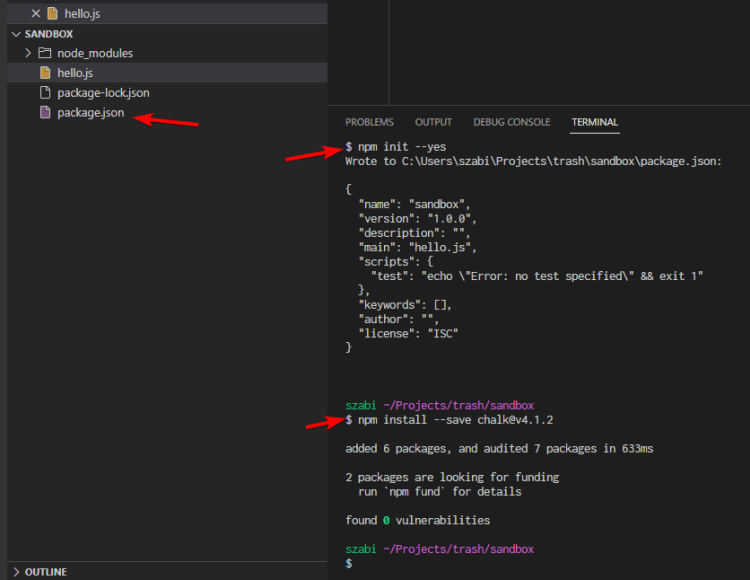 hello.js
SANDBOX
node_modules
hello.js
package-lock.json
package.json
OUTLINE
PROBLEMS OUTPUT DEBUG CONSOLE TERMINAL
$ npm init --yes
Wrote to C:\Users\szabi\Projects\trash\sandbox\package.json:
{
"name": "sandbox",
"version": "1.0.0",
"description": "",
"main": "hello.js",
"scripts": {
"test": "echo \"Error: no test specified\" && exit 1"
},
"keywords": [],
"author": "",
"license": "ISC"
}
szabi ~/Projects/trash/sandbox
$ npm install --save chalk@v4.1.2
added 6 packages, and audited 7 packages in 633ms
2 packages are looking for funding
run `npm fund` for details
found 0 vulnerabilities
szabi ~/Projects/trash/sandbox
$